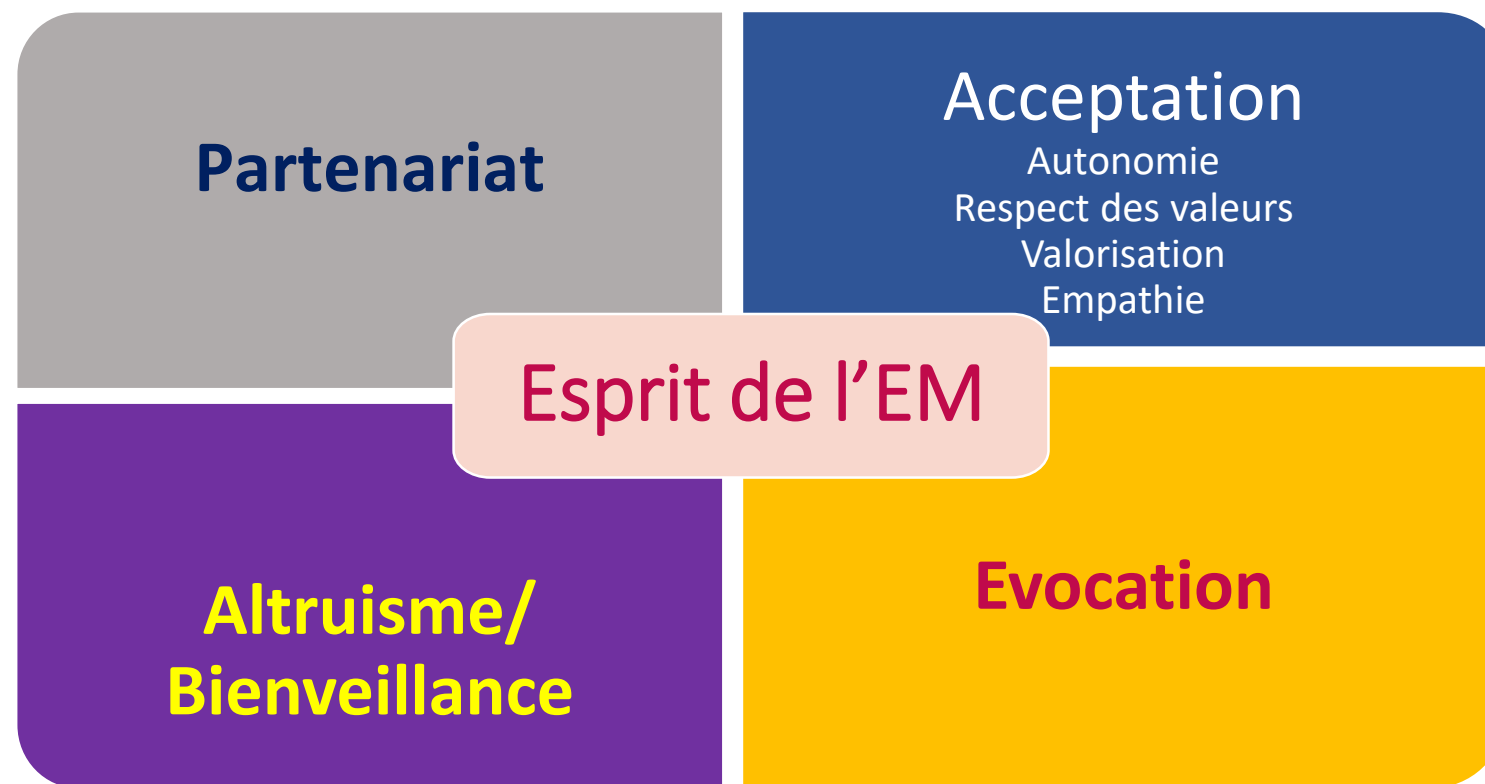 Partenariat
Acceptation
Autonomie
Respect des valeurs
Valorisation
Empathie
Esprit de l’EM
Altruisme/
Bienveillance
Evocation